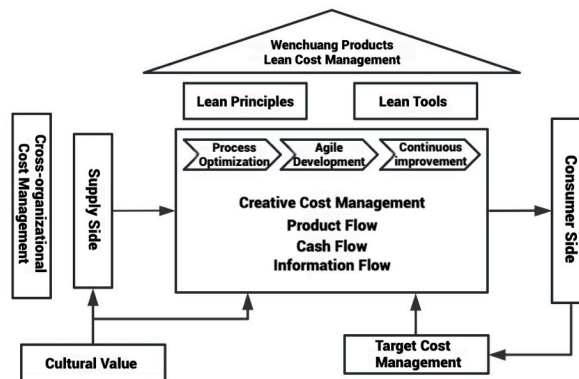 Wenchuang Products
Lean Cost Management
Lean Principles
Lean Tools
Cross-organizational
Cost Management
Supply Side
Process
Optimization
Agile
Development
Continuous
improvement
Creative Cost Management
Product Flow
Cash Flow
Information Flow
Consumer Side
Cultural Value
Target Cost
Management